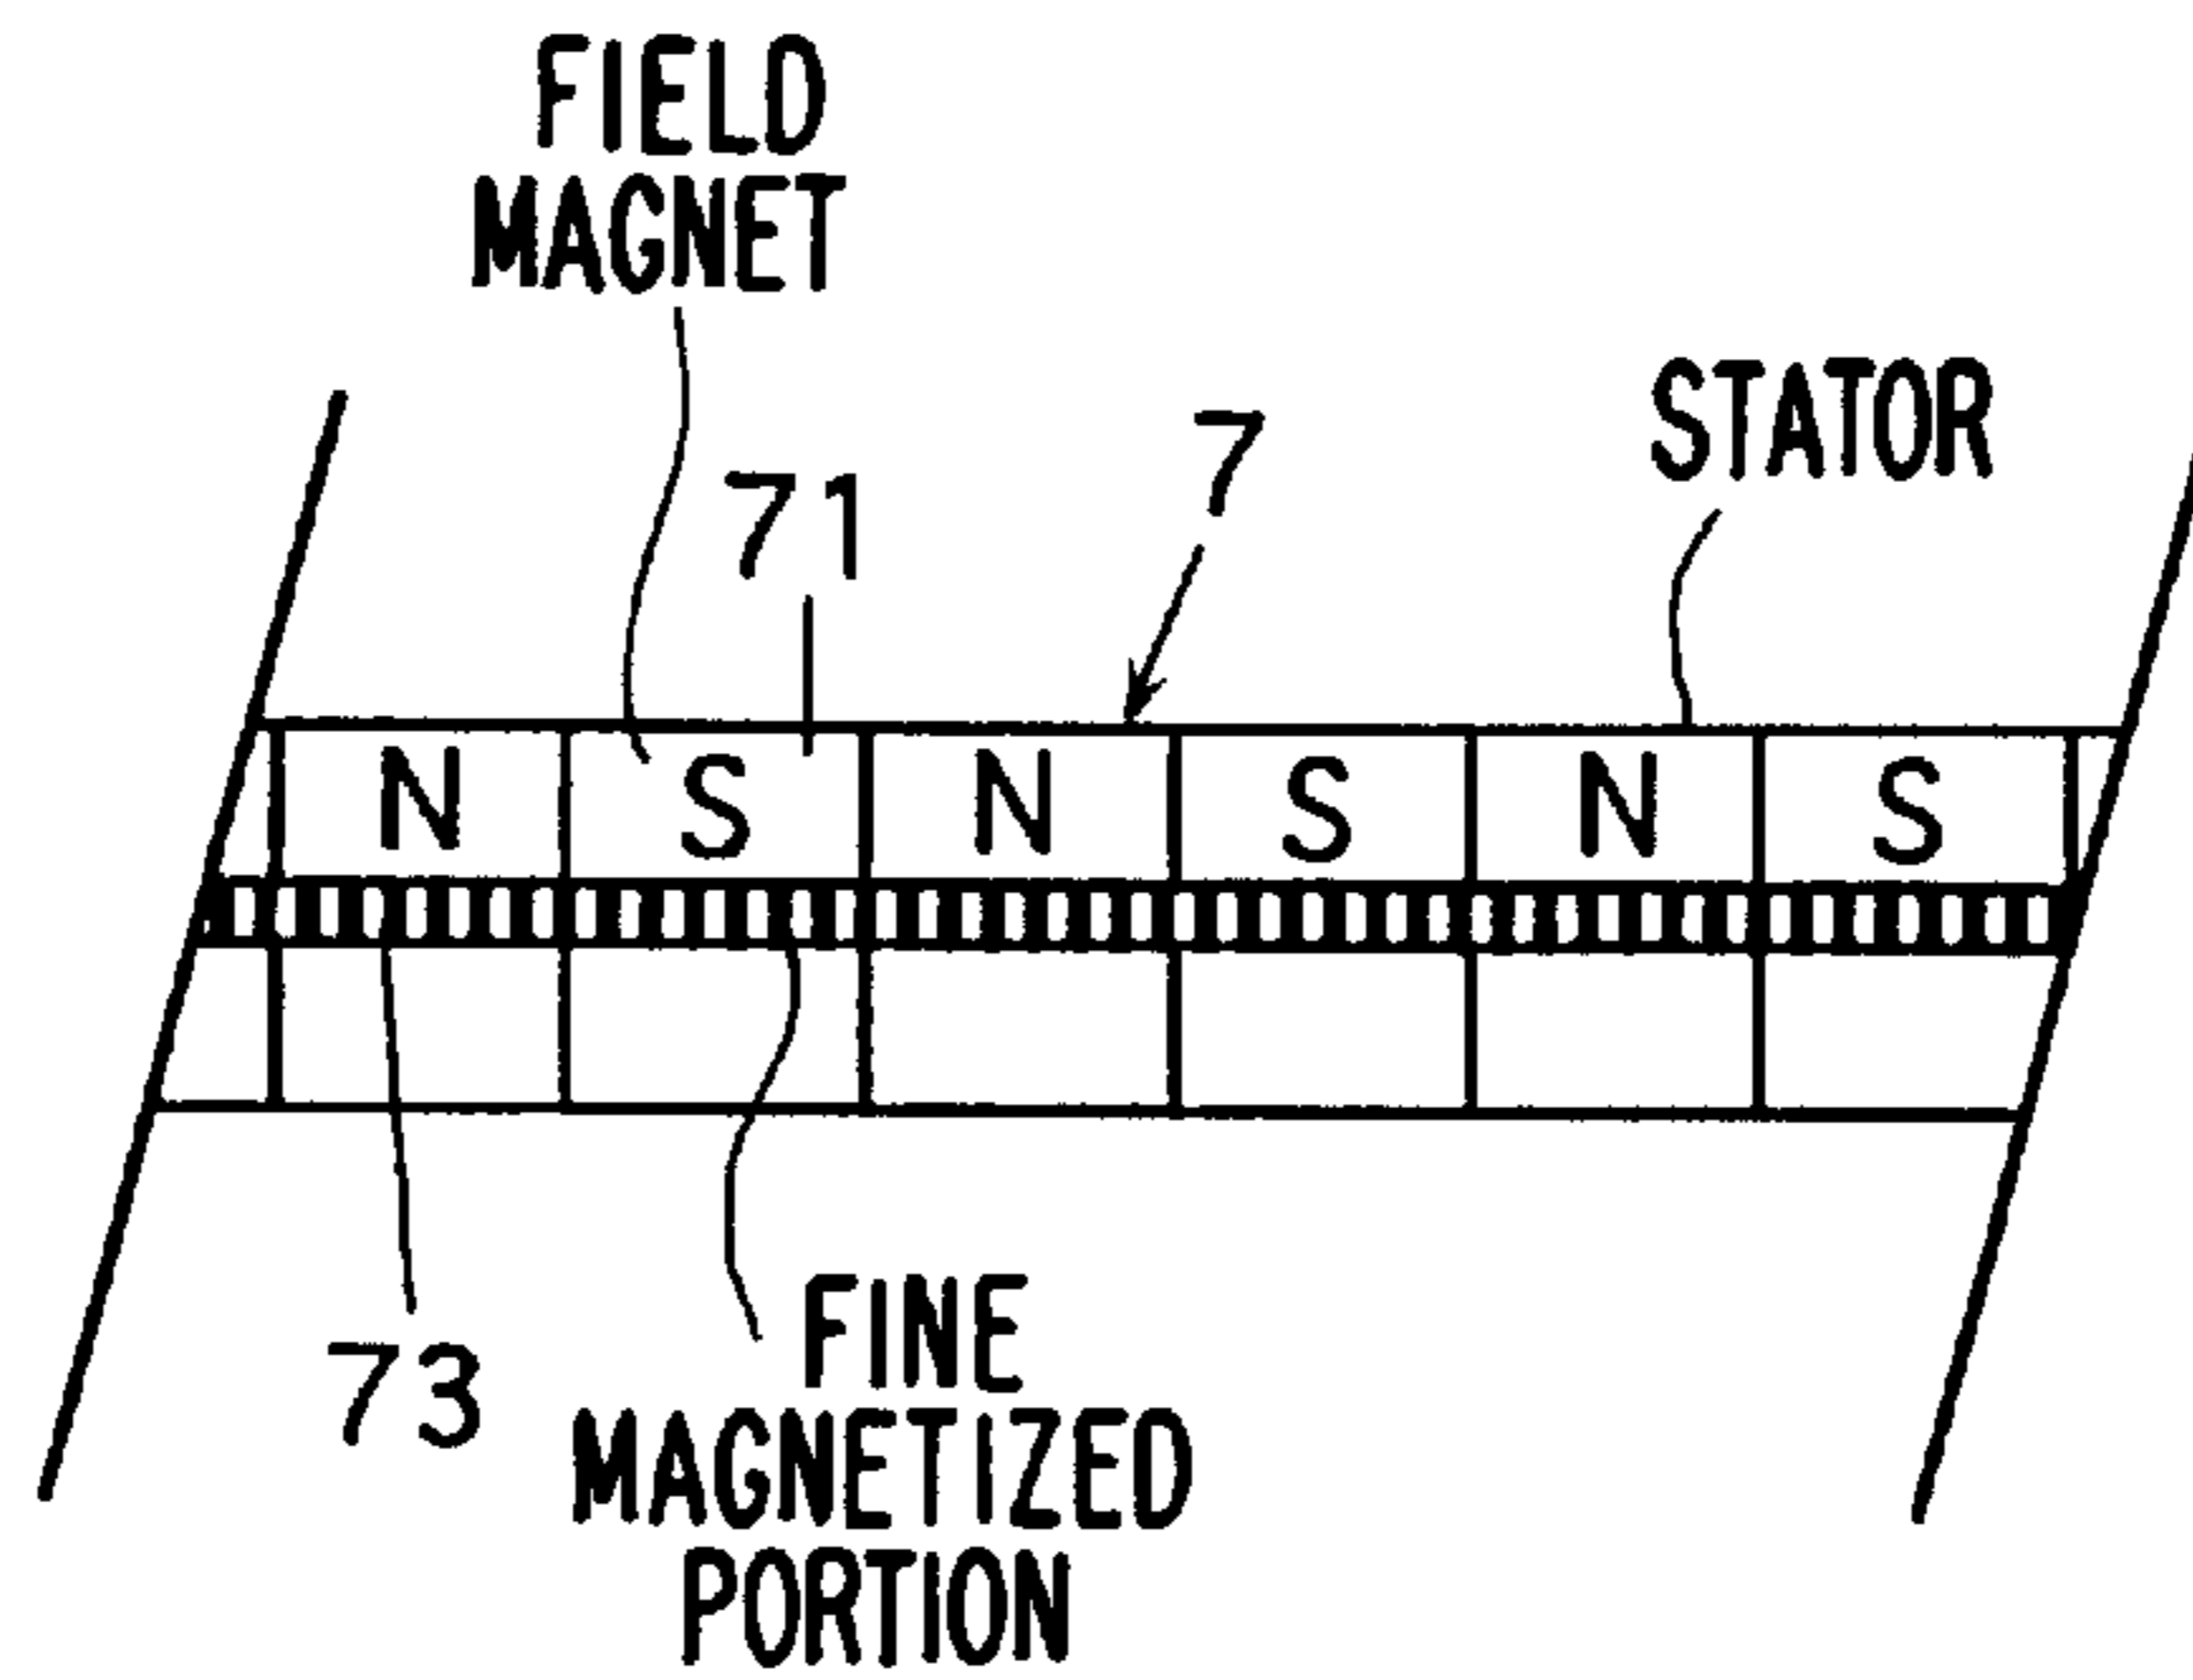 FIELD
MAGNET
STATOR
7
71
N S N S N S
73
FINE
MAGNETIZED
PORTION